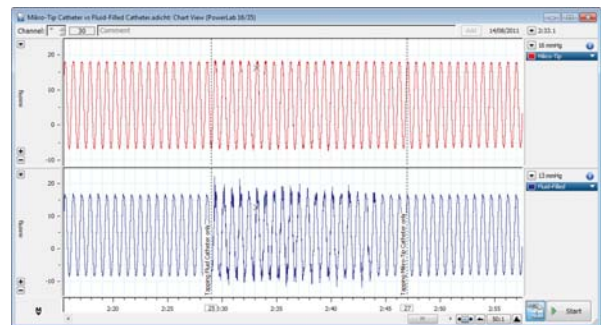 Mikro-Tip Catheter vs Fluid-Filled Catheter.adicht: Chart View (PowerLab 16/35)
Channel: 30 Comment Add 14/08/2011 2:33.1
mmHg
20
10
0
-10
16 mmHg
Mikro-Tip
mmHg
20
10
0
-10
13 mmHg
Fluid-Filled
Tapping Fluid Catheter only
Tapping Mikro-Tip Catheter only
2:20 2:25 23 2:30 2:35 2:40 2:45 27 2:50 2:55
50:1
Start